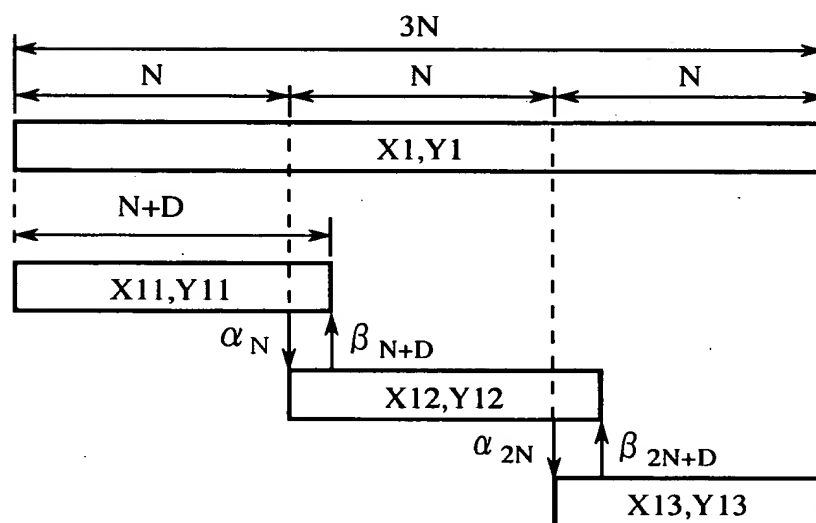 3N
N N N
X1,Y1
N+D
X11,Y11
α N β N+D
X12,Y12
α 2N β 2N+D
X13,Y13